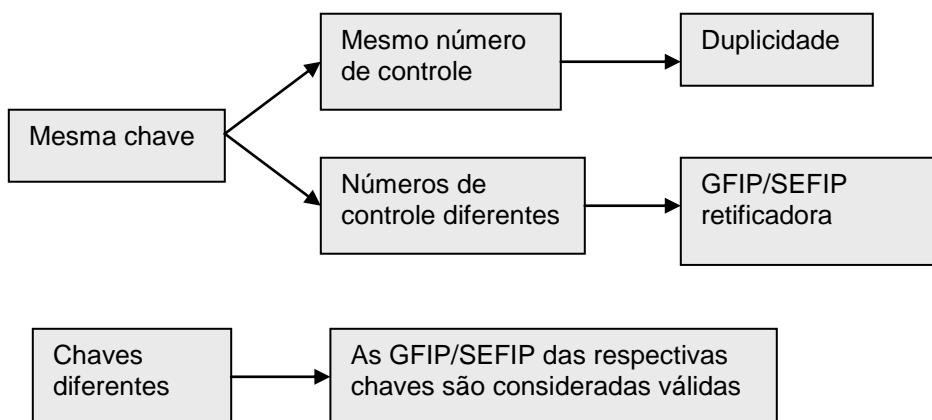 Mesma chave
Mesmo número
de controle
Duplicidade
Números de
controle diferentes
GFIP/SEFIP
retificadora
Chaves
diferentes
As GFIP/SEFIP das respectivas
chaves são consideradas válidas